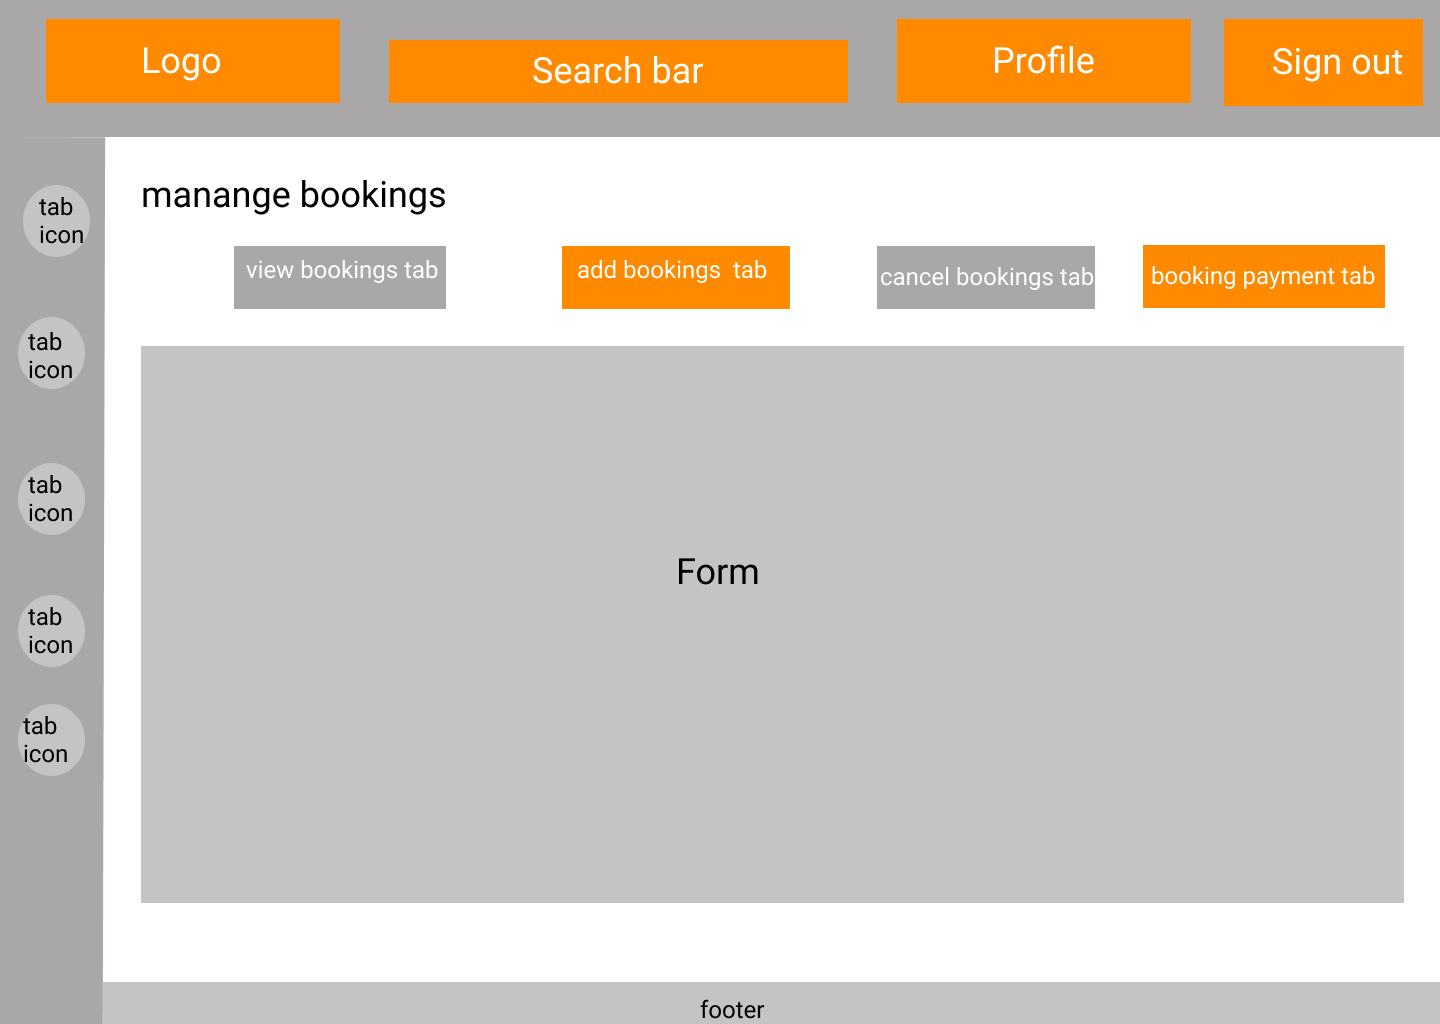 Logo
Search bar
Profile
Sign out
manange bookings
view bookings tab
add bookings  tab
cancel bookings tab
booking payment tab
tab
icon
tab
icon
tab
icon
tab
icon
tab
icon
Form
footer